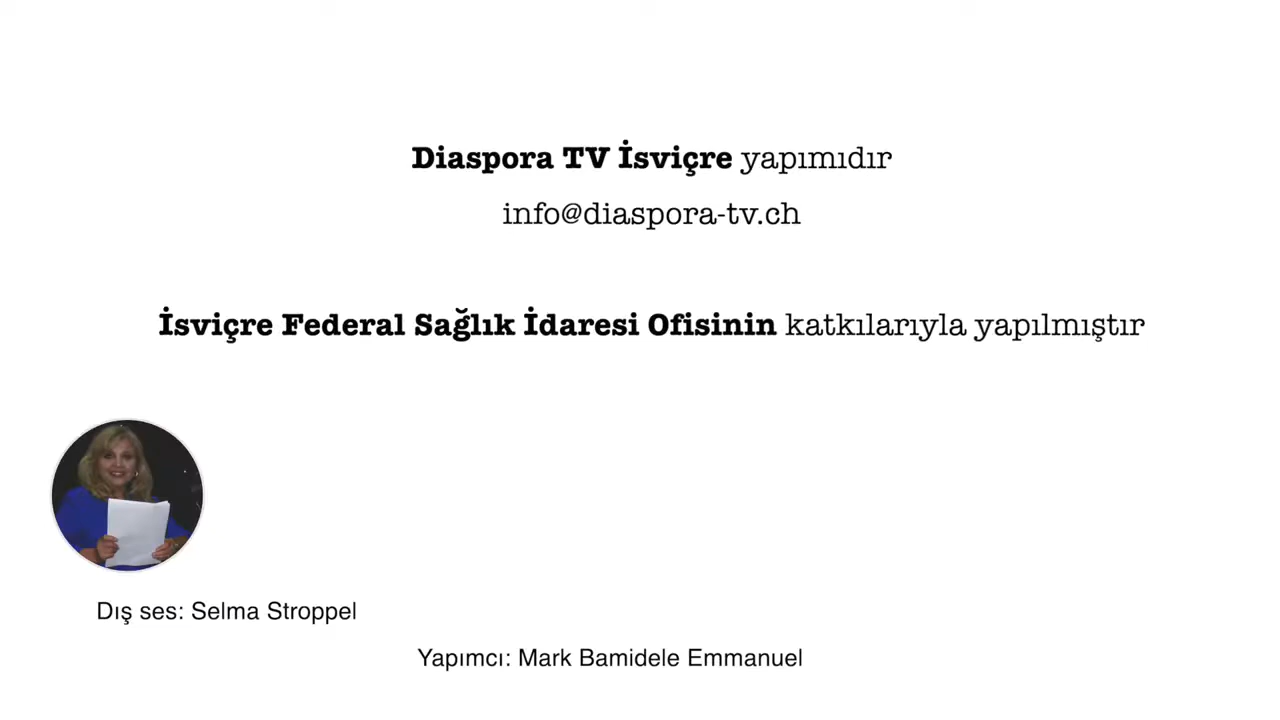 Diaspora TV İsviçre yapımıdır
info@diaspora-tv.ch
İsviçre Federal Sağlık İdaresi Ofisinin katkılarıyla yapılmıştır
Dış ses: Selma Stroppel
Yapımcı: Mark Bamidele Emmanuel